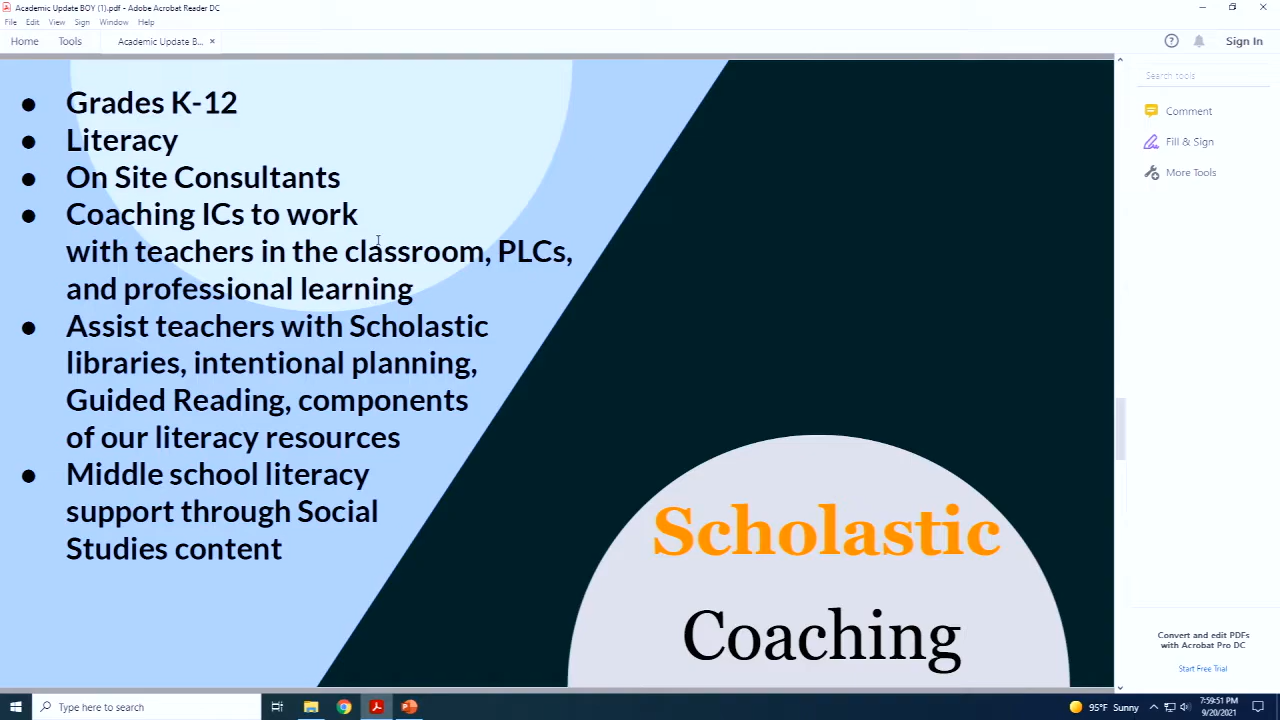 Academic Update BOY (1).pdf - Adobe Acrobat Reader DC
File Edit View Sign Window Help
Home Tools Academic Update B... × Sign In
Search tools
Comment
Fill & Sign
More Tools
● Grades K-12
● Literacy
● On Site Consultants
● Coaching ICs to work
with teachers in the classroom, PLCs,
and professional learning
● Assist teachers with Scholastic
libraries, intentional planning,
Guided Reading, components
of our literacy resources
● Middle school literacy
support through Social
Studies content
Scholastic
Coaching
Convert and edit PDFs
with Acrobat Pro DC
Start Free Trial
Type here to search
95°F Sunny
7:59:51 PM
9/20/2021